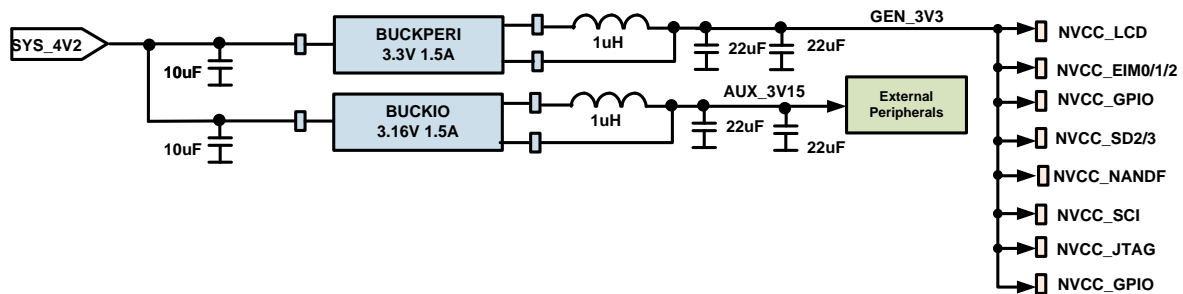 SYS_4V2
10uF
BUCKPERI
3.3V 1.5A
1uH
22uF
22uF
GEN_3V3
10uF
BUCKIO
3.16V 1.5A
1uH
22uF
22uF
AUX_3V15
External
Peripherals
NVCC_LCD
NVCC_EIM0/1/2
NVCC_GPIO
NVCC_SD2/3
NVCC_NANDF
NVCC_SCI
NVCC_JTAG
NVCC_GPIO